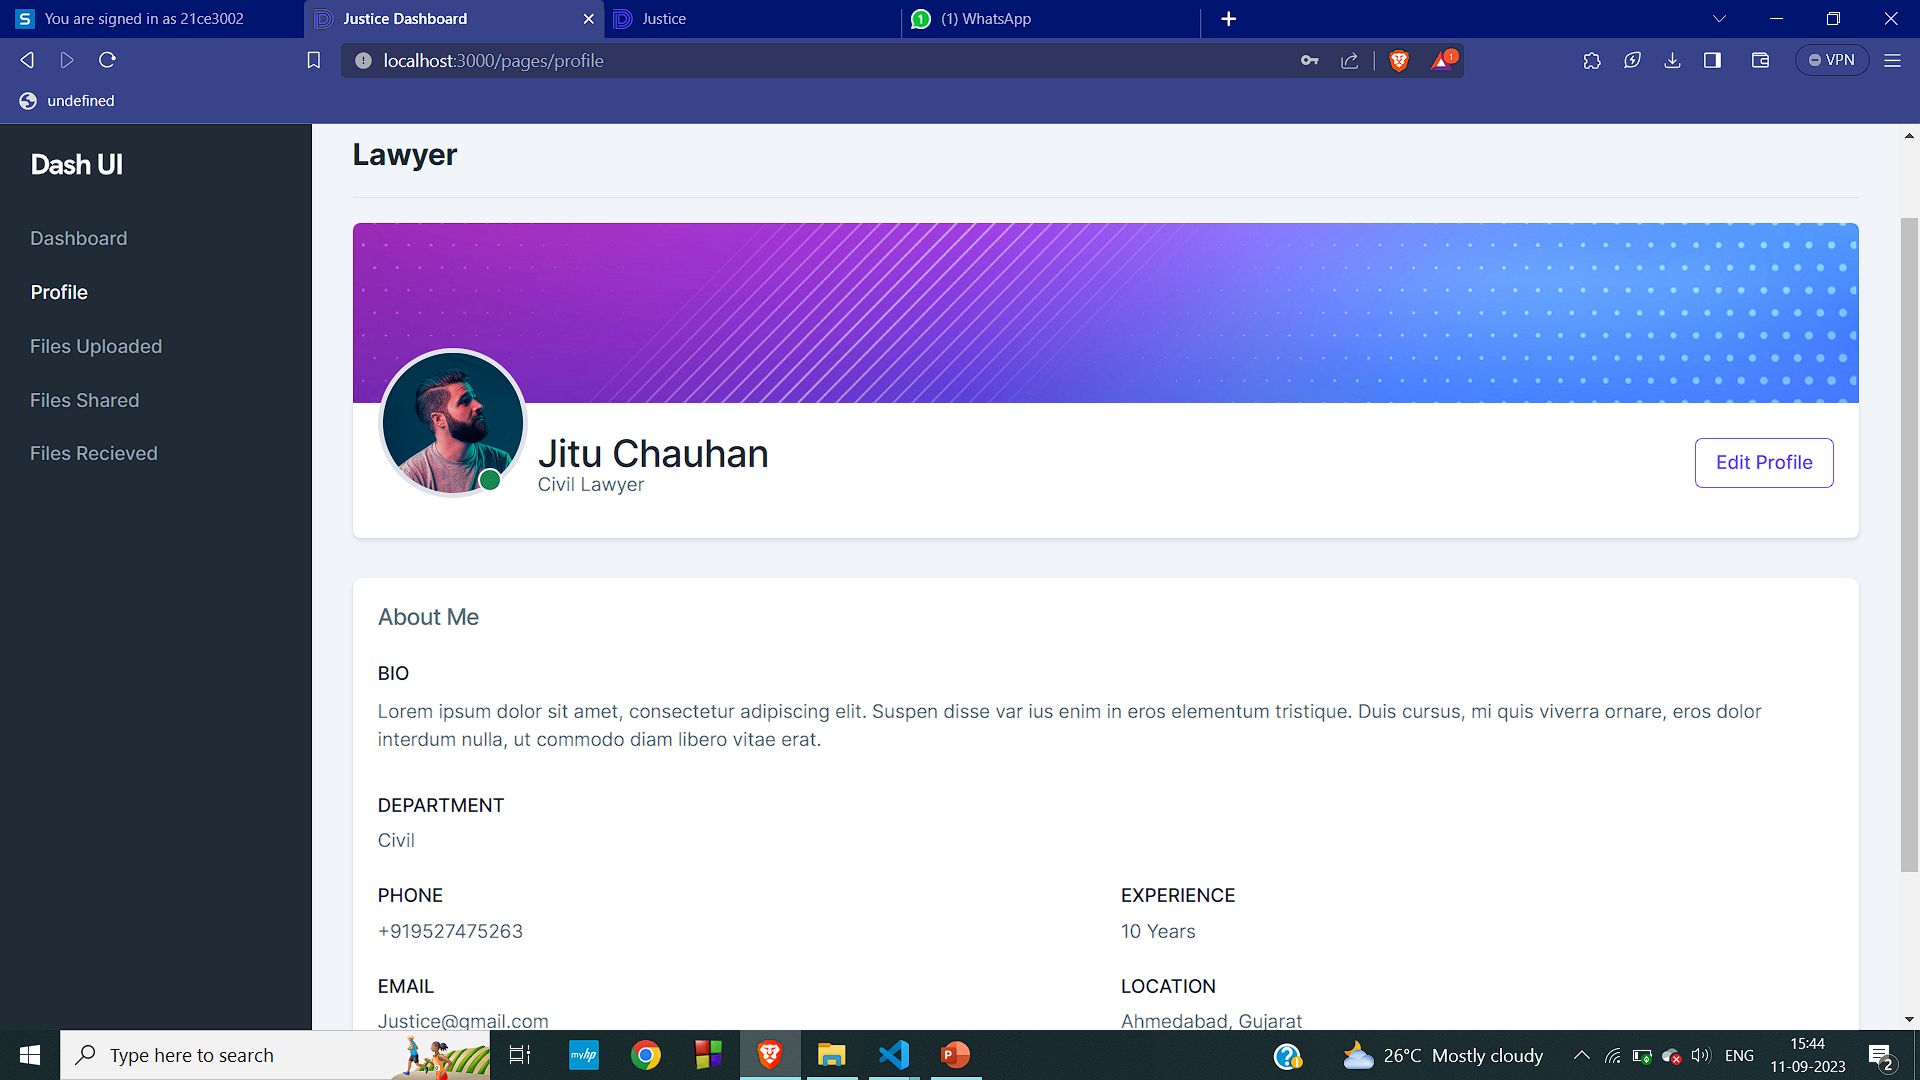 You are signed in as 21ce3002
Justice Dashboard
Justice
(1) WhatsApp
localhost:3000/pages/profile
1
VPN
undefined
Dash UI
Dashboard
Profile
Files Uploaded
Files Shared
Files Recieved
Lawyer
Jitu Chauhan
Civil Lawyer
Edit Profile
About Me
BIO
Lorem ipsum dolor sit amet, consectetur adipiscing elit. Suspen disse var ius enim in eros elementum tristique. Duis cursus, mi quis viverra ornare, eros dolor
interdum nulla, ut commodo diam libero vitae erat.
DEPARTMENT
Civil
PHONE
+919527475263
EXPERIENCE
10 Years
EMAIL
Justice@gmail.com
LOCATION
Ahmedabad, Gujarat
Type here to search
myhp
26°C Mostly cloudy
ENG
15:44
11-09-2023
2